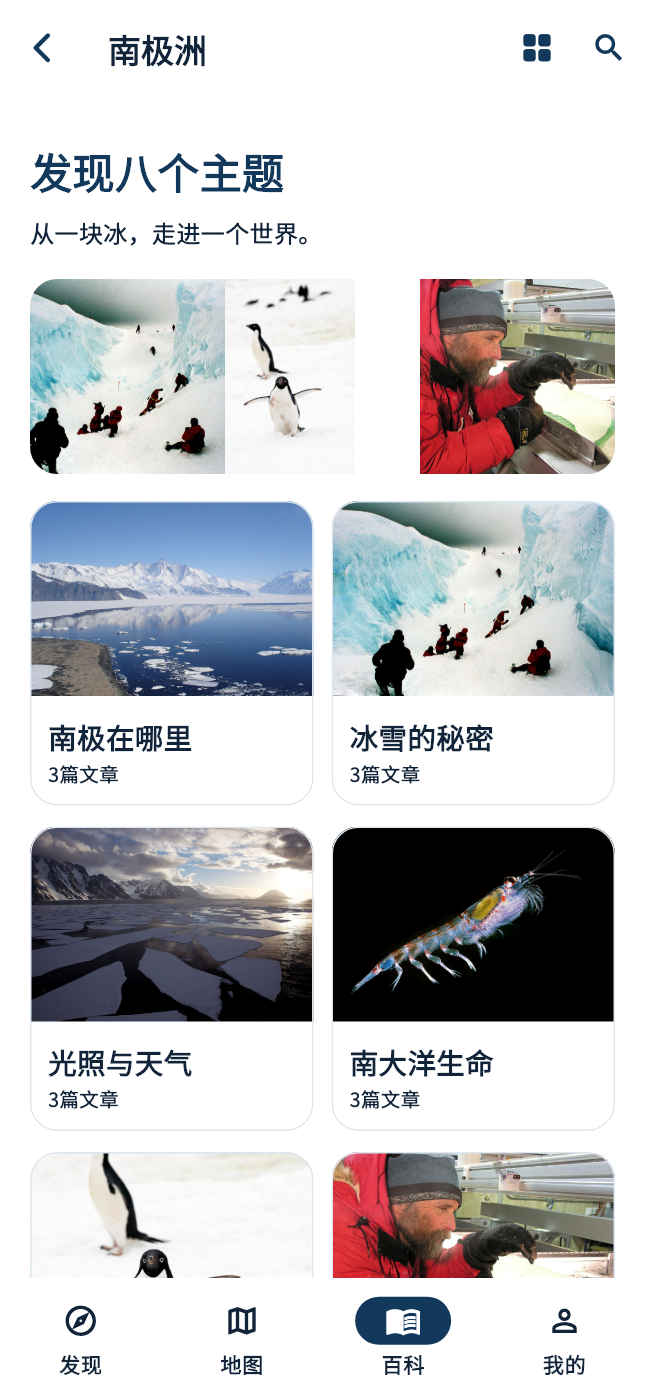 南极洲
发现八个主题
从一块冰，走进一个世界。
南极在哪里
3篇文章
冰雪的秘密
3篇文章
光照与天气
3篇文章
南大洋生命
3篇文章
发现
地图
百科
我的